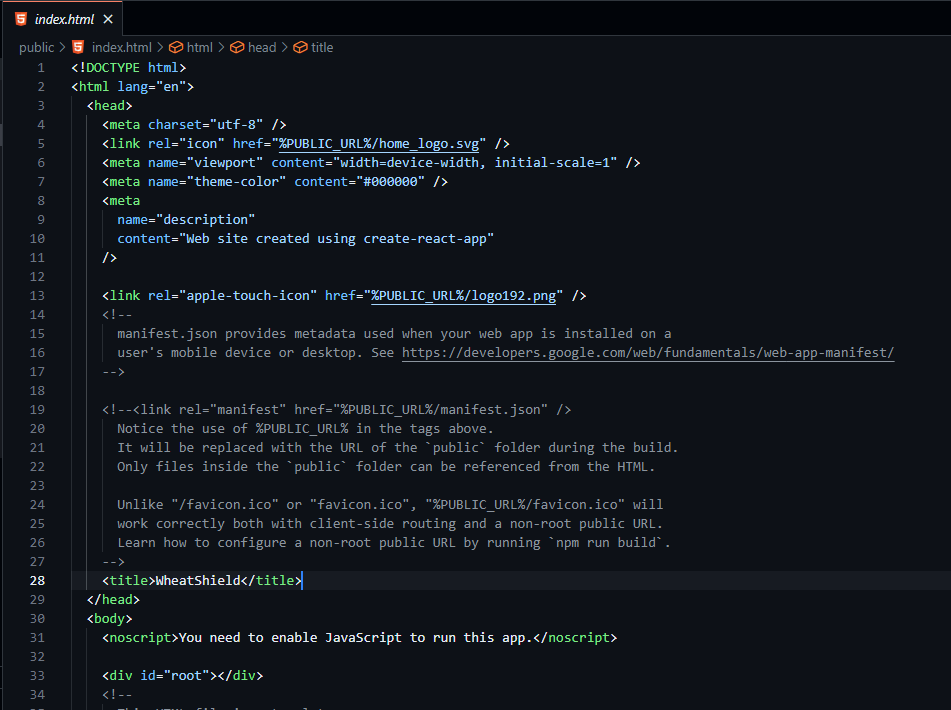 index.html
public > index.html > html > head > title
1 <!DOCTYPE html>
2 <html lang="en">
3 <head>
4 <meta charset="utf-8" />
5 <link rel="icon" href="%PUBLIC_URL%/home_logo.svg" />
6 <meta name="viewport" content="width=device-width, initial-scale=1" />
7 <meta name="theme-color" content="#000000" />
8 <meta
9 name="description"
10 content="Web site created using create-react-app"
11 />
12
13 <link rel="apple-touch-icon" href="%PUBLIC_URL%/logo192.png" />
14 <!--
15 manifest.json provides metadata used when your web app is installed on a
16 user's mobile device or desktop. See https://developers.google.com/web/fundamentals/web-app-manifest/
17 -->
18
19 <!--<link rel="manifest" href="%PUBLIC_URL%/manifest.json" />
20 Notice the use of %PUBLIC_URL% in the tags above.
21 It will be replaced with the URL of the `public` folder during the build.
22 Only files inside the `public` folder can be referenced from the HTML.
23
24 Unlike "/favicon.ico" or "favicon.ico", "%PUBLIC_URL%/favicon.ico" will
25 work correctly both with client-side routing and a non-root public URL.
26 Learn how to configure a non-root public URL by running `npm run build`.
27 -->
28 <title>WheatShield</title>
29 </head>
30 <body>
31 <noscript>You need to enable JavaScript to run this app.</noscript>
32
33 <div id="root"></div>
34 <!--